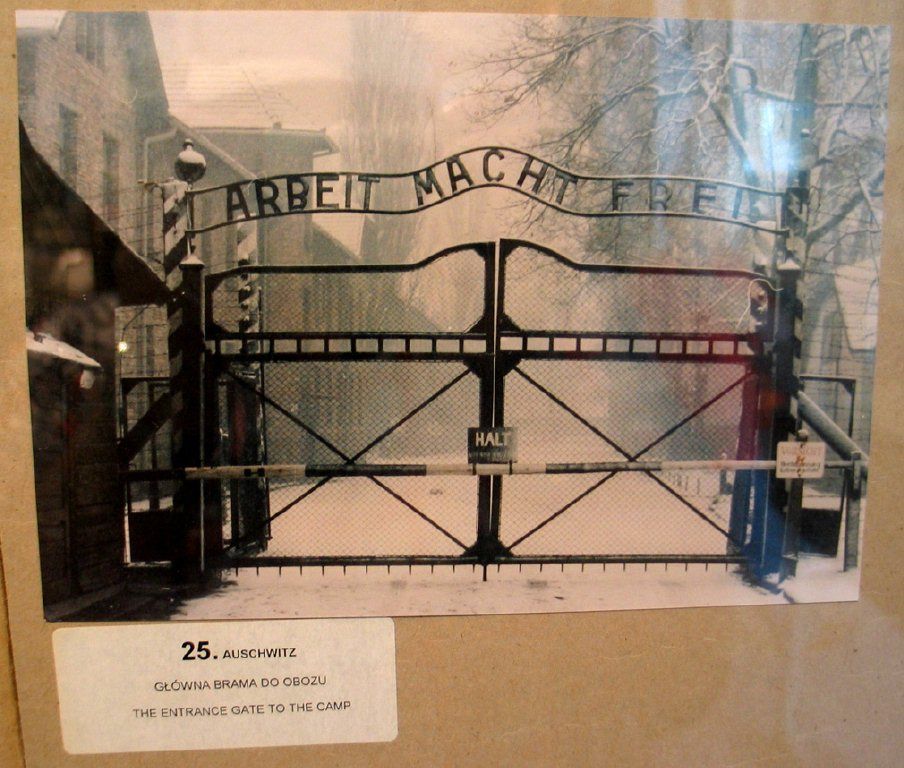 ARBEIT MACHT FREI
HALT
25. AUSCHWITZ
GŁÓWNA BRAMA DO OBOZU
THE ENTRANCE GATE TO THE CAMP